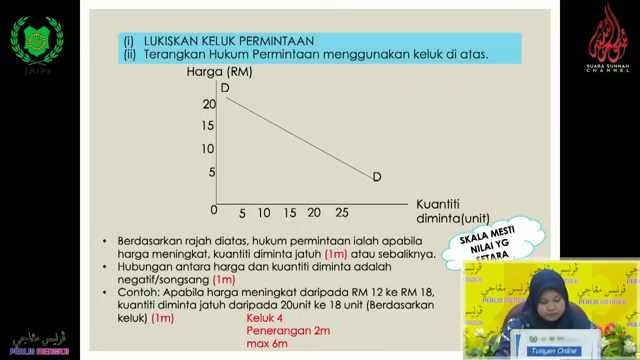 (i) LUKISKAN KELUK PERMINTAAN
(ii) Terangkan Hukum Permintaan menggunakan keluk di atas.
Harga (RM)
D
20
15
10
5
D
0
5 10 15 20 25
Kuantiti
diminta(unit)
SKALA MESTI
NILAI YG
SETARA
• Berdasarkan rajah diatas, hukum permintaan ialah apabila
harga meningkat, kuantiti diminta jatuh (1m) atau sebaliknya.
• Hubungan antara harga dan kuantiti diminta adalah
negatif/songsang (1m)
• Contoh: Apabila harga meningkat daripada RM 12 ke RM 18,
kuantiti diminta jatuh daripada 20unit ke 18 unit (Berdasarkan
keluk) (1m)
Keluk 4
Penerangan 2m
max 6m
JAIPs
SUARA SUNNAH
CHANNEL
Tuisyen Online
قرليس مڠاجي
PERLIS MENGAJI